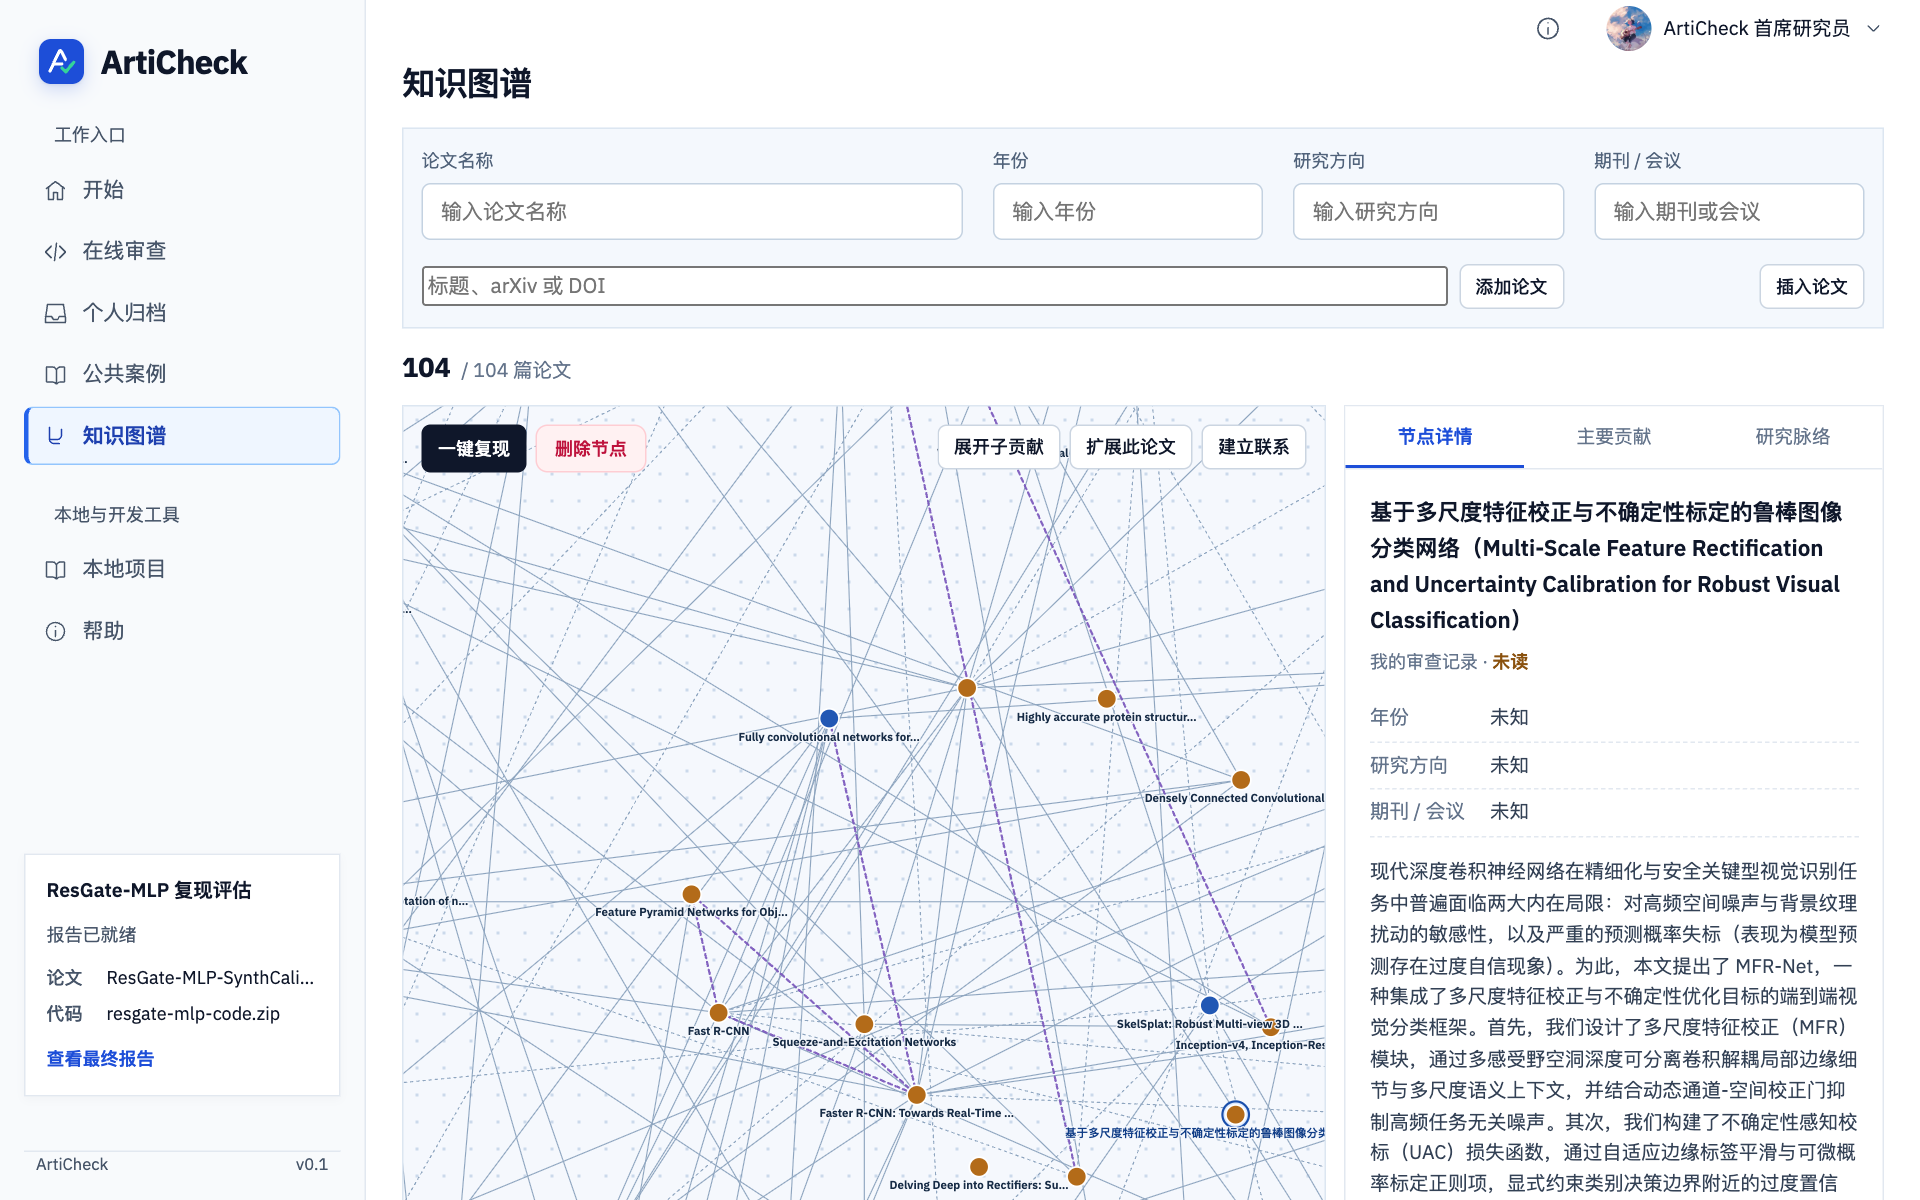 ArtiCheck
工作入口
开始
在线审查
个人归档
公共案例
知识图谱
本地与开发工具
本地项目
帮助
ResGate-MLP 复现评估
报告已就绪
论文 ResGate-MLP-SynthCali...
代码 resgate-mlp-code.zip
查看最终报告
ArtiCheck v0.1
ArtiCheck 首席研究员
知识图谱
论文名称 年份 研究方向 期刊 / 会议
输入论文名称 输入年份 输入研究方向 输入期刊或会议
标题、arXiv 或 DOI 添加论文 插入论文
104 / 104 篇论文
一键复现 删除节点 展开子贡献 扩展此论文 建立联系
Highly accurate protein structur...
Fully convolutional networks for...
Densely Connected Convolutional
tation of n...
Feature Pyramid Networks for Obj...
SkelSplat: Robust Multi-view 3D ...
Fast R-CNN
Squeeze-and-Excitation Networks
Inception-v4, Inception-Res
Faster R-CNN: Towards Real-Time ...
基于多尺度特征校正与不确定性标定的鲁棒图像分类
Delving Deep into Rectifiers: Su...
节点详情 主要贡献 研究脉络
基于多尺度特征校正与不确定性标定的鲁棒图像
分类网络（Multi-Scale Feature Rectification
and Uncertainty Calibration for Robust Visual
Classification）
我的审查记录 · 未读
年份 未知
研究方向 未知
期刊 / 会议 未知
现代深度卷积神经网络在精细化与安全关键型视觉识别任
务中普遍面临两大内在局限：对高频空间噪声与背景纹理
扰动的敏感性，以及严重的预测概率失标（表现为模型预
测存在过度自信现象）。为此，本文提出了 MFR-Net，一
种集成了多尺度特征校正与不确定性优化目标的端到端视
觉分类框架。首先，我们设计了多尺度特征校正（MFR）
模块，通过多感受野空洞深度可分离卷积解耦局部边缘细
节与多尺度语义上下文，并结合动态通道-空间校正门抑
制高频任务无关噪声。其次，我们构建了不确定性感知校
标（UAC）损失函数，通过自适应边缘标签平滑与可微概
率标定正则项，显式约束类别决策边界附近的过度置信